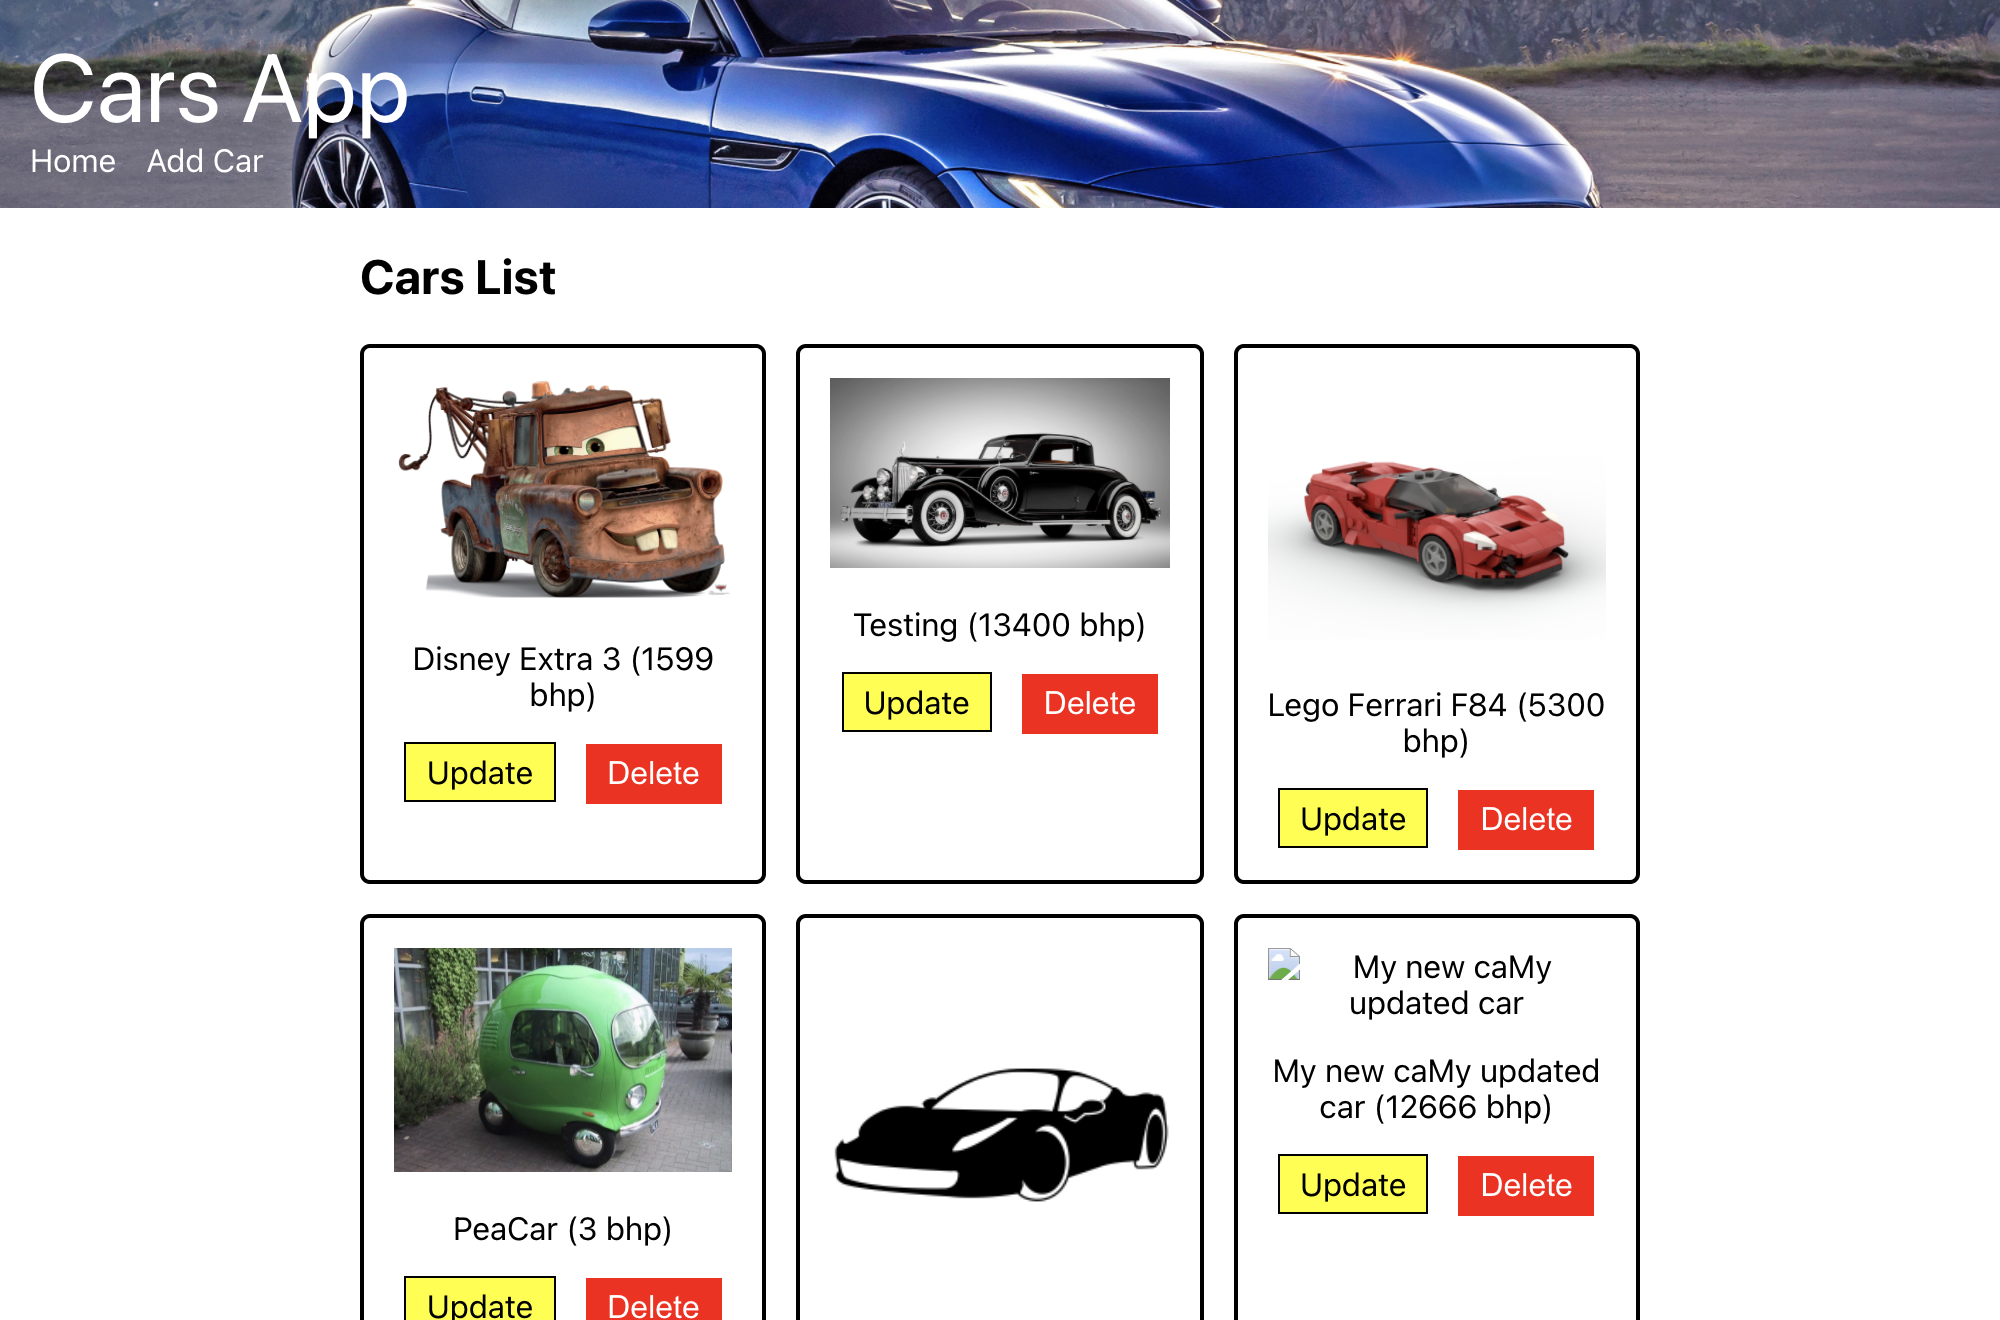 Cars App
Home Add Car
Cars List
Disney Extra 3 (1599
bhp)
Update Delete
Testing (13400 bhp)
Update Delete
Lego Ferrari F84 (5300
bhp)
Update Delete
PeaCar (3 bhp)
Update Delete
My new caMy
updated car
My new caMy updated
car (12666 bhp)
Update Delete